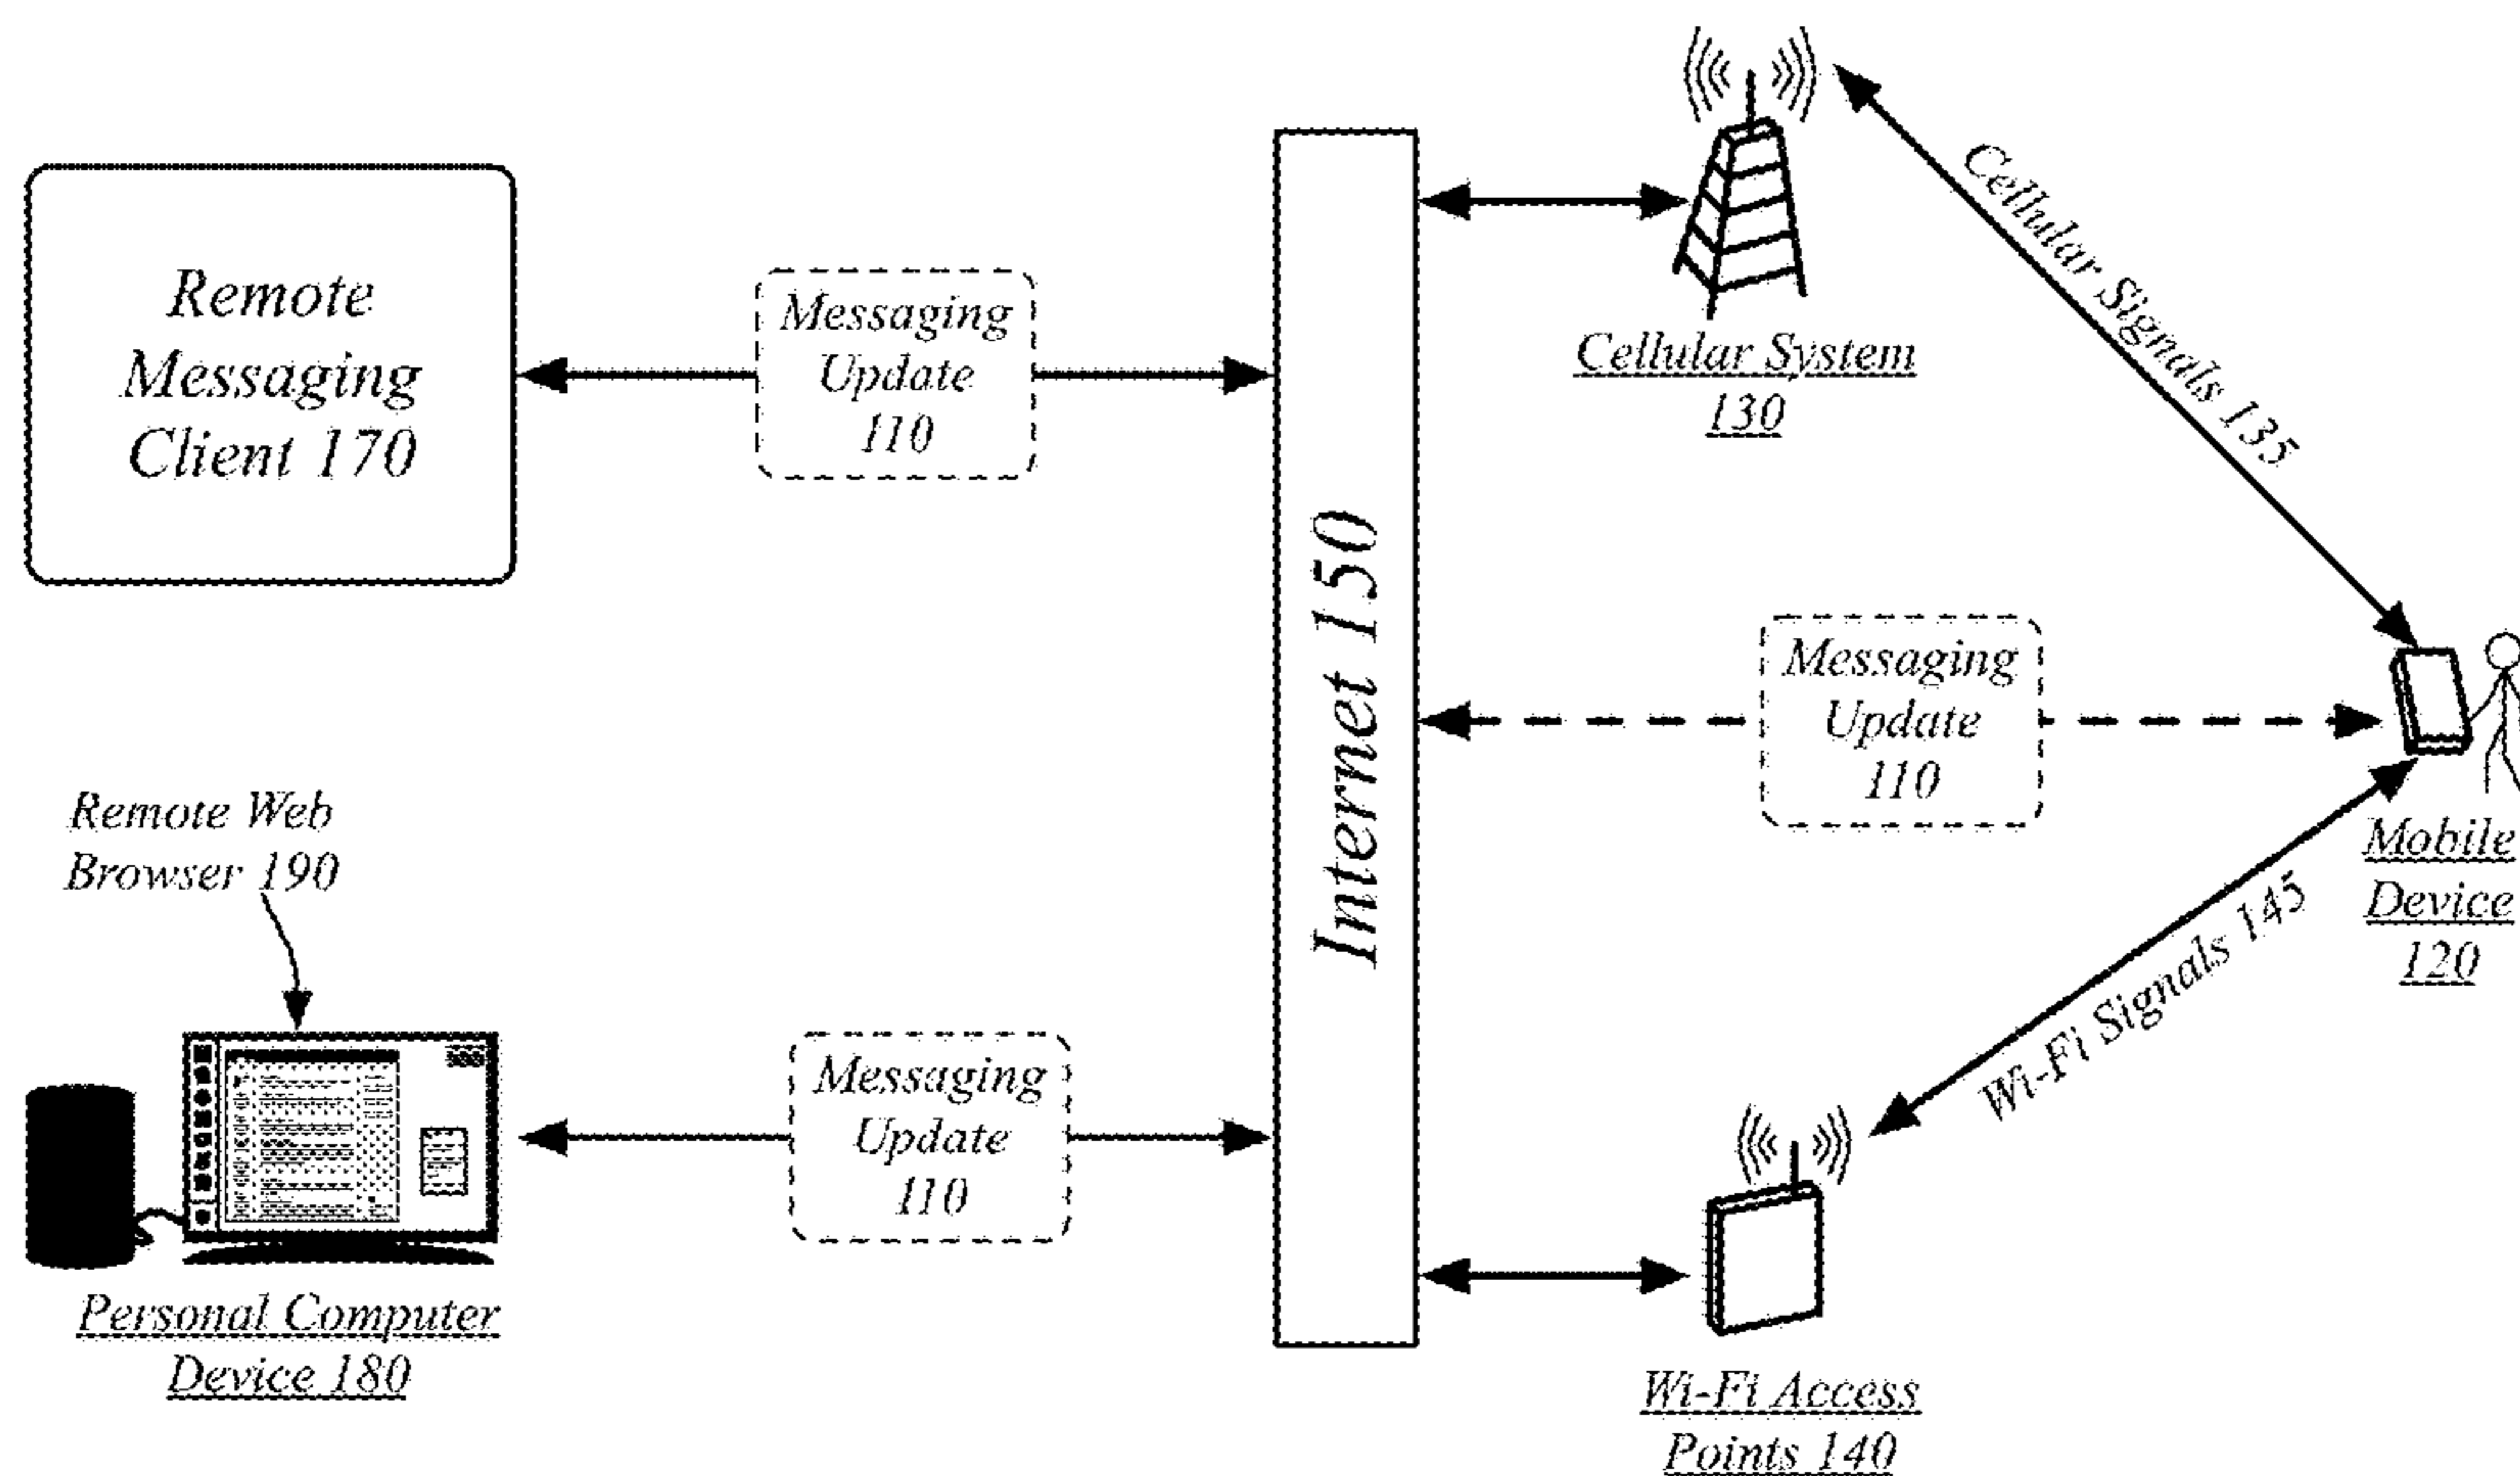 Remote
Messaging
Client 170
Messaging
Update
110
Cellular System
130
Cellular Signals 135
Internet 150
Messaging
Update
110
Mobile
Device
120
Remote Web
Browser 190
Messaging
Update
110
Wi-Fi Signals 145
Personal Computer
Device 180
Wi-Fi Access
Points 140